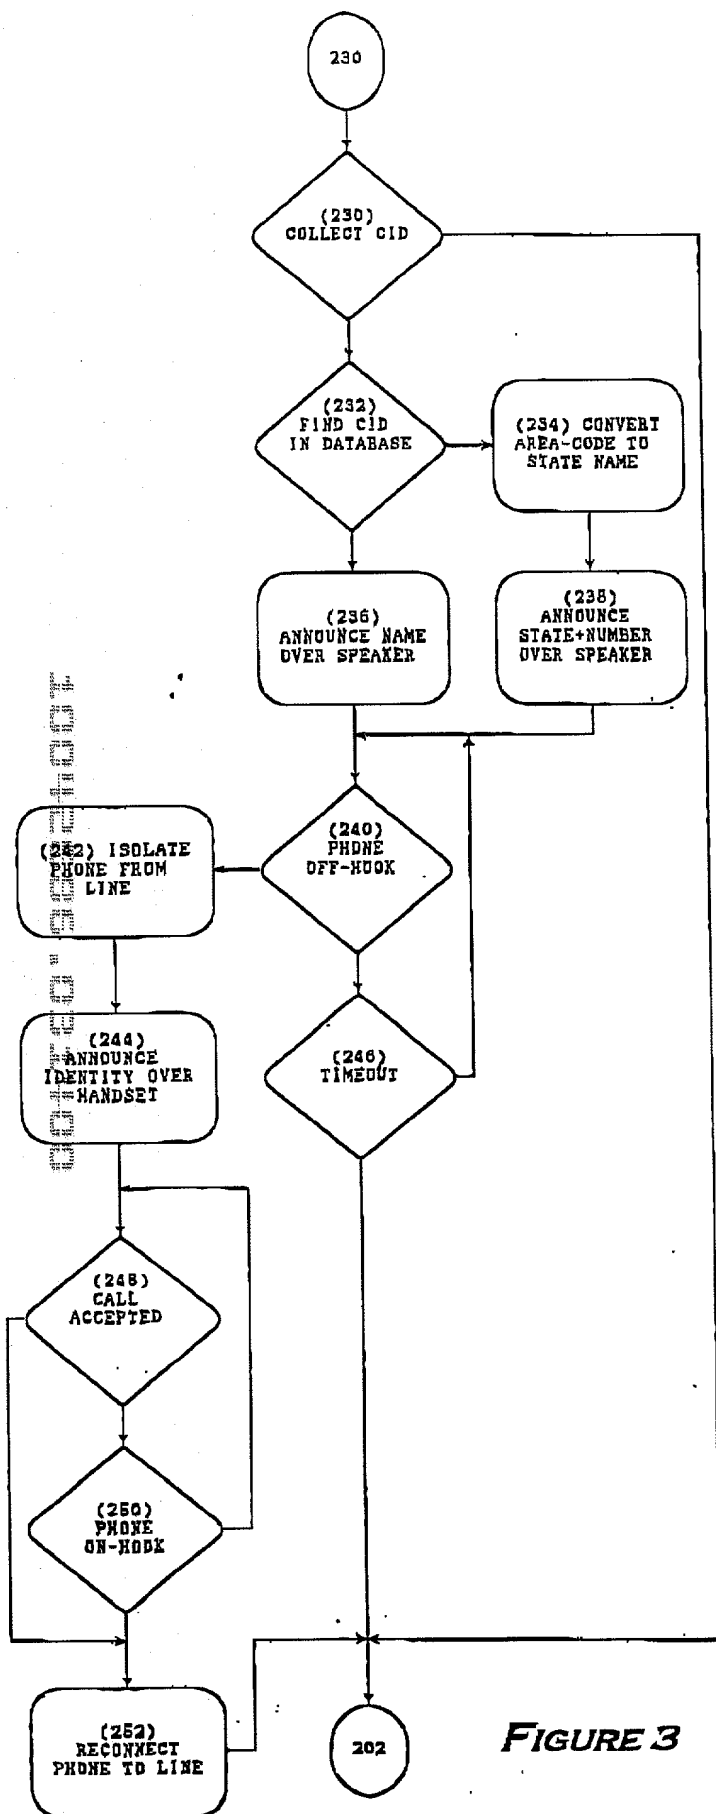 230
(230)
COLLECT CID
(232)
FIND CID
IN DATABASE
(234) CONVERT
AREA-CODE TO
STATE NAME
(236)
ANNOUNCE NAME
OVER SPEAKER
(238)
ANNOUNCE
STATE+NUMBER
OVER SPEAKER
(240)
PHONE
OFF-HOOK
(242) ISOLATE
PHONE FROM
LINE
(244)
ANNOUNCE
IDENTITY OVER
HANDSET
(246)
TIMEOUT
(248)
CALL
ACCEPTED
(250)
PHONE
ON-HOOK
(252)
RECONNECT
PHONE TO LINE
202
FIGURE 3